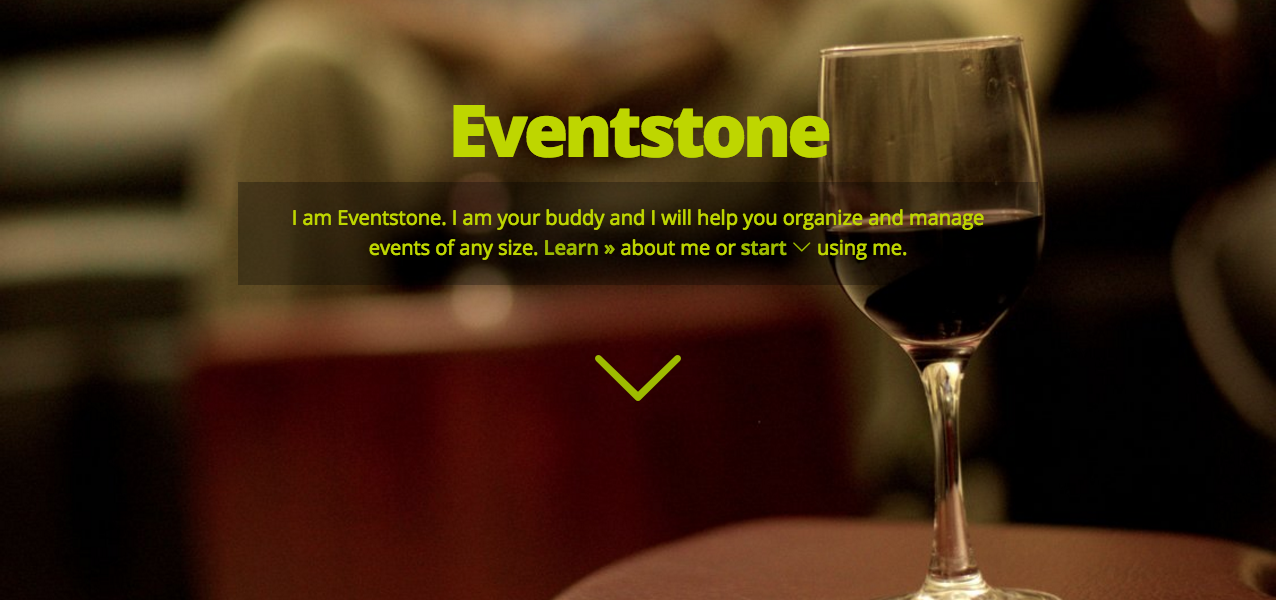 Eventstone
I am Eventstone. I am your buddy and I will help you organize and manage
events of any size. Learn » about me or start using me.